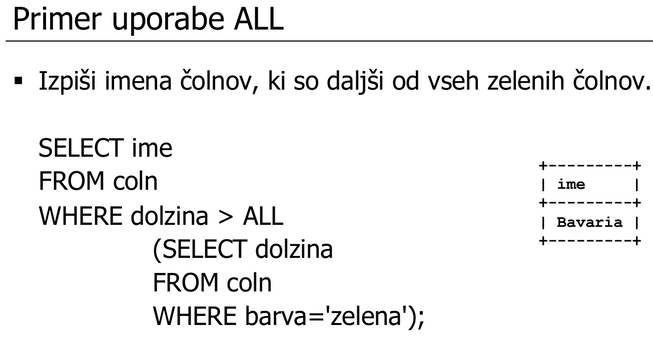 Primer uporabe ALL
▪ Izpiši imena čolnov, ki so daljši od vseh zelenih čolnov.
SELECT ime
FROM coln
WHERE dolzina > ALL
(SELECT dolzina
FROM coln
WHERE barva='zelena');
+---------+
| ime     |
+---------+
| Bavaria |
+---------+